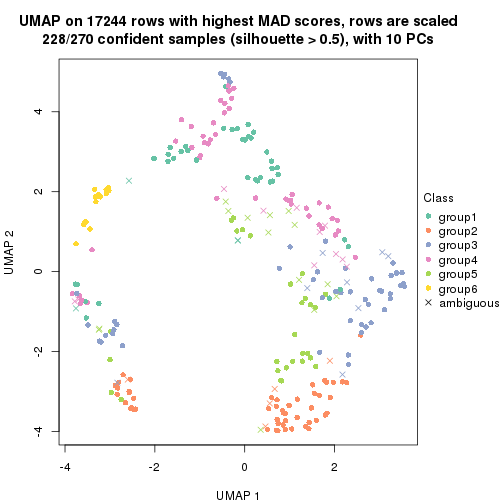 UMAP on 17244 rows with highest MAD scores, rows are scaled
228/270 confident samples (silhouette > 0.5), with 10 PCs
UMAP 2
4
2
0
-2
-4
-4
-2
0
2
UMAP 1
Class
group1
group2
group3
group4
group5
group6
ambiguous